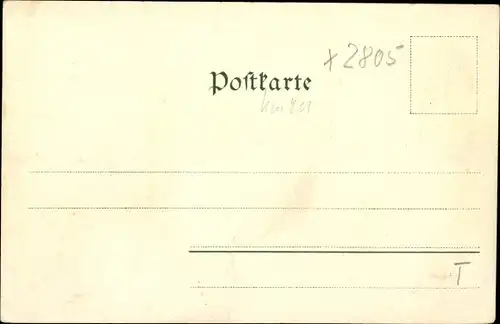 x 2805
Postkarte
T